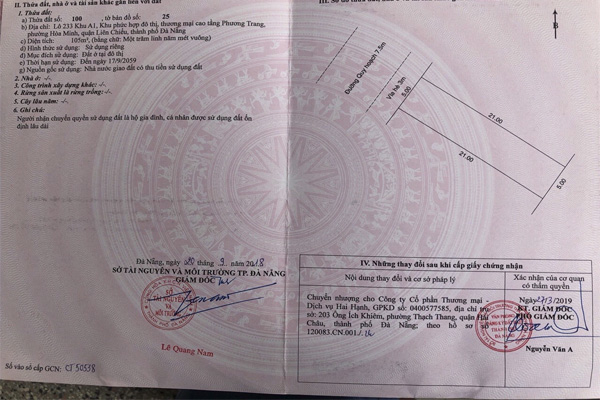 II. Thửa đất, nhà ở và tài sản khác gắn liền với đất
1. Thửa đất:
a) Thửa đất số: 100 , tờ bản đồ số: 25
b) Địa chỉ: Lô 233 Khu A1, Khu phức hợp đô thị, thương mại cao tầng Phương Trang,
phường Hòa Minh, quận Liên Chiểu, thành phố Đà Nẵng
c) Diện tích: 105m², (bằng chữ: Một trăm linh năm mét vuông)
d) Hình thức sử dụng: Sử dụng riêng
đ) Mục đích sử dụng: Đất ở tại đô thị
e) Thời hạn sử dụng: Đến ngày 17/9/2059
g) Nguồn gốc sử dụng: Nhà nước giao đất có thu tiền sử dụng đất
2. Nhà ở: -/-
3. Công trình xây dựng khác: -/-
4. Rừng sản xuất là rừng trồng: -/-
5. Cây lâu năm: -/-
6. Ghi chú:
Người nhận chuyển quyền sử dụng đất là hộ gia đình, cá nhân được sử dụng đất ổn
định lâu dài
Đà Nẵng, ngày 20 tháng 9 năm 2018
SỞ TÀI NGUYÊN VÀ MÔI TRƯỜNG TP. ĐÀ NẴNG
GIÁM ĐỐC
SỞ
TÀI NGUYÊN
VÀ
MÔI TRƯỜNG
Lê Quang Nam
Số vào sổ cấp GCN: CT 50538
B
Đường Quy hoạch 7,5m
Vỉa hè 3m
5.00
21.00
21.00
5.00
IV. Những thay đổi sau khi cấp giấy chứng nhận
Nội dung thay đổi và cơ sở pháp lý
Xác nhận của cơ quan
có thẩm quyền
Chuyển nhượng cho Công ty Cổ phần Thương mại -
Dịch vụ Hai Hạnh, GPKD số: 0400577585, địa chỉ trụ
sở: 203 Ông Ích Khiêm, phường Thạch Thang, quận Hải
Châu, thành phố Đà Nẵng; theo hồ sơ số
120083.CN.001./.
Ngày 27/3/2019
KT. GIÁM ĐỐC
PHÓ GIÁM ĐỐC
Nguyễn Văn A